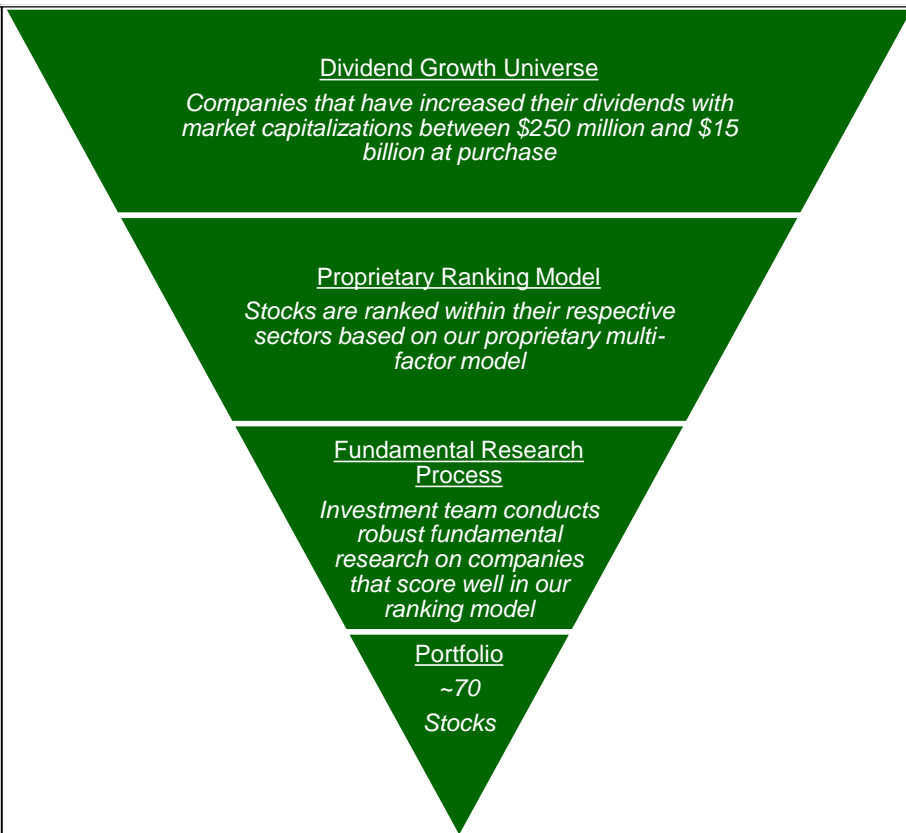 Dividend Growth Universe
Companies that have increased their dividends with
market capitalizations between $250 million and $15
billion at purchase
Proprietary Ranking Model
Stocks are ranked within their respective
sectors based on our proprietary multi-
factor model
Fundamental Research
Process
Investment team conducts
robust fundamental
research on companies
that score well in our
ranking model
Portfolio
~70
Stocks